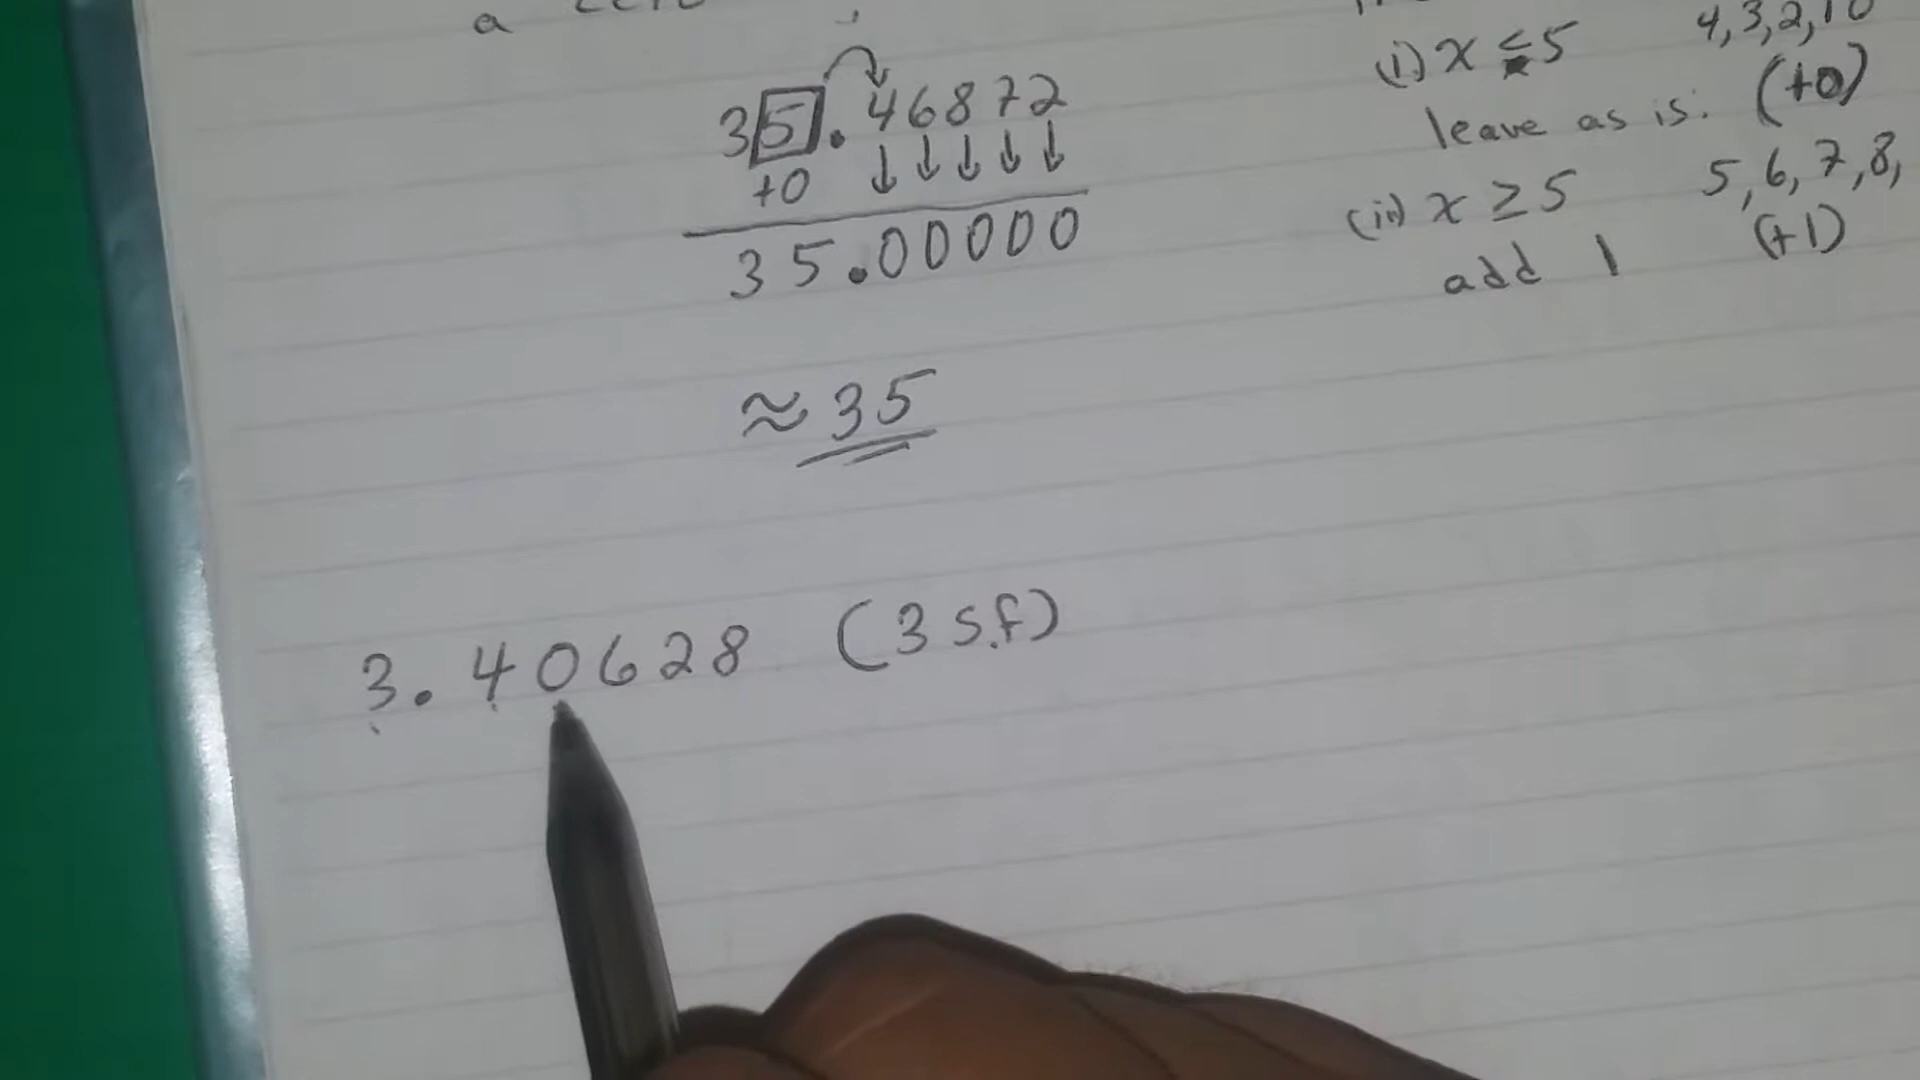 a
(i) x ≤ 5 4, 3, 2, 1 0
35.46872
leave as is. (+0)
+0 ↓ ↓ ↓ ↓ ↓
(ii) x ≥ 5 5, 6, 7, 8,
35.00000
add 1 (+1)
≈ 35
3.40628 (3 s.f)